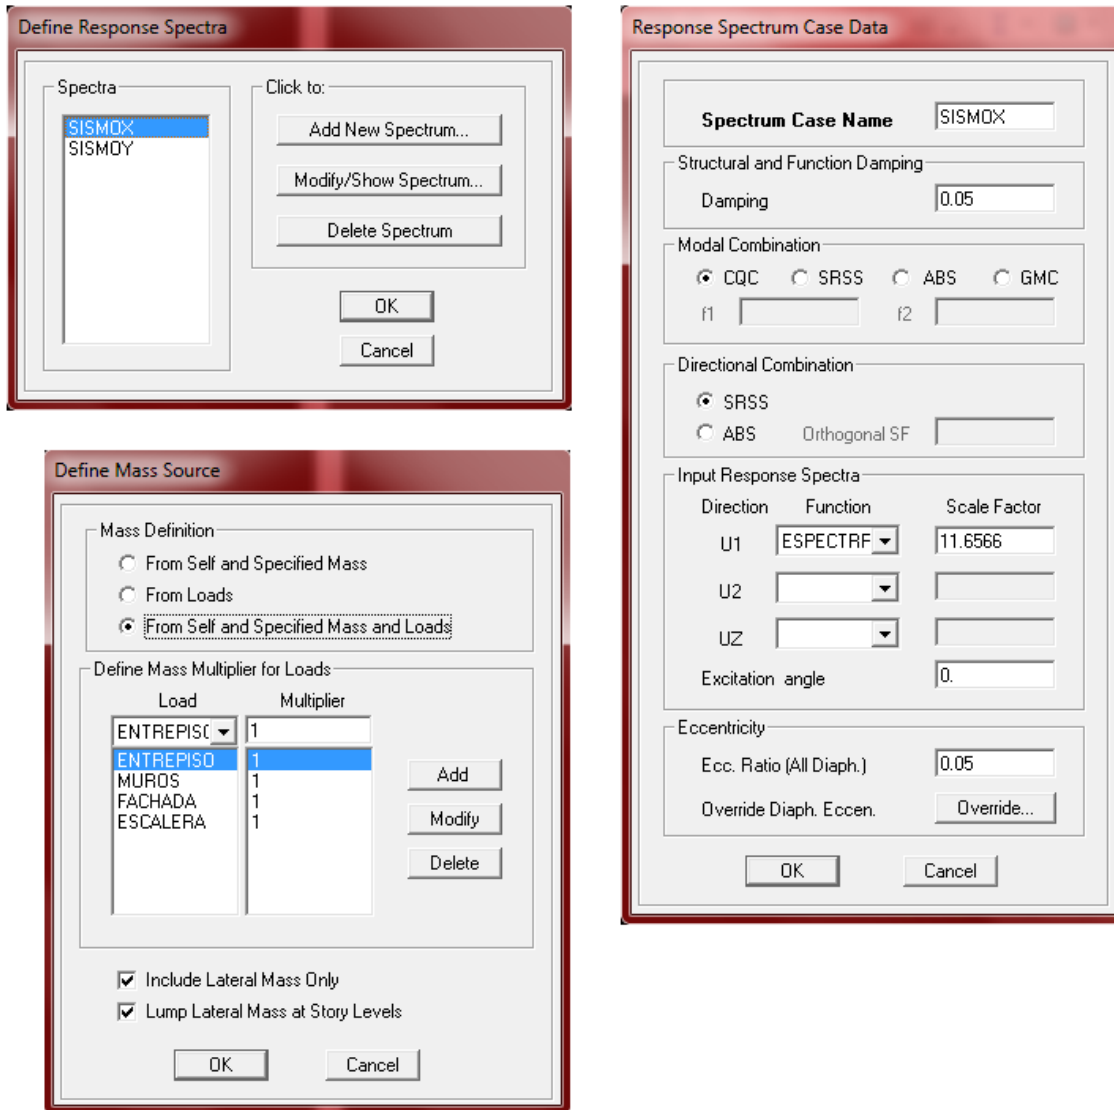 Define Response Spectra
Spectra
SISMOX
SISMOY
Click to:
Add New Spectrum...
Modify/Show Spectrum...
Delete Spectrum
OK
Cancel
Define Mass Source
Mass Definition
From Self and Specified Mass
From Loads
From Self and Specified Mass and Loads
Define Mass Multiplier for Loads
Load Multiplier
ENTREPISO 1
ENTREPISO 1
MUROS 1
FACHADA 1
ESCALERA 1
Add
Modify
Delete
Include Lateral Mass Only
Lump Lateral Mass at Story Levels
OK Cancel
Response Spectrum Case Data
Spectrum Case Name SISMOX
Structural and Function Damping
Damping 0.05
Modal Combination
CQC SRSS ABS GMC
f1 f2
Directional Combination
SRSS
ABS Orthogonal SF
Input Response Spectra
Direction Function Scale Factor
U1 ESPECTRF 11.6566
U2
UZ
Excitation angle 0.
Eccentricity
Ecc. Ratio (All Diaph.) 0.05
Override Diaph. Eccen. Override...
OK Cancel